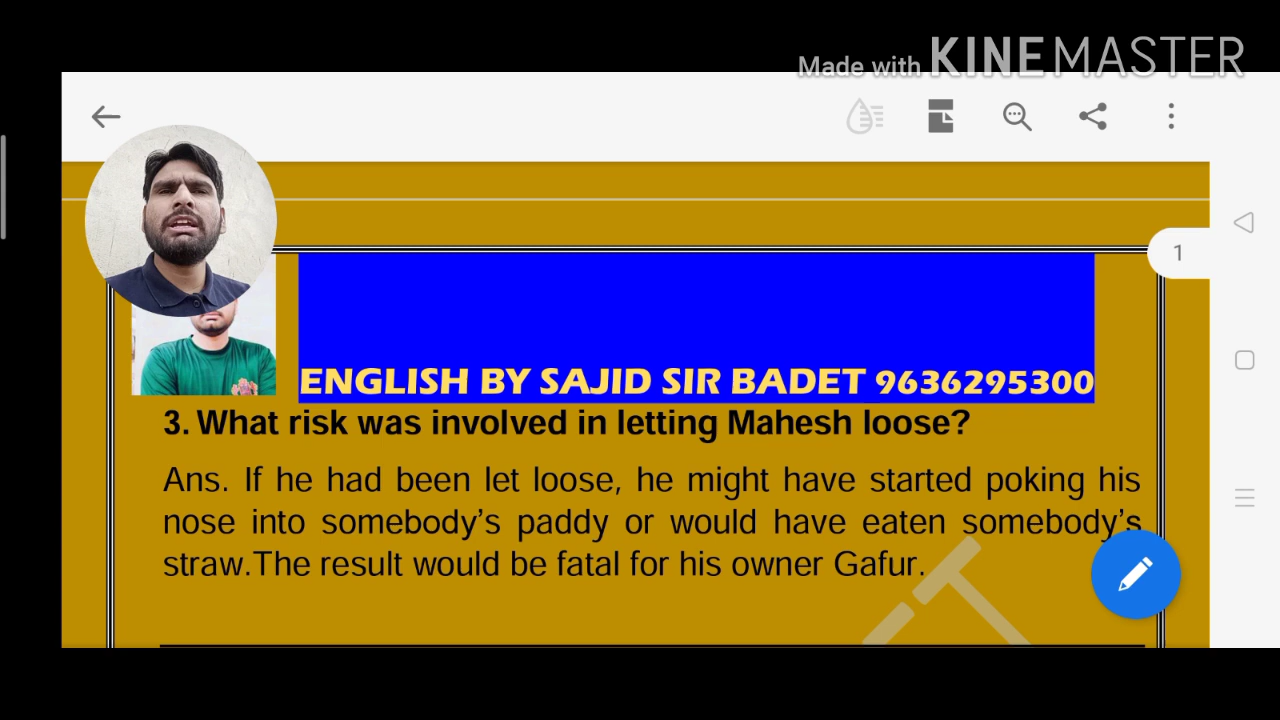 Made with KINEMASTER
1
ENGLISH BY SAJID SIR BADET 9636295300
3. What risk was involved in letting Mahesh loose?
Ans. If he had been let loose, he might have started poking his
nose into somebody's paddy or would have eaten somebody's
straw.The result would be fatal for his owner Gafur.